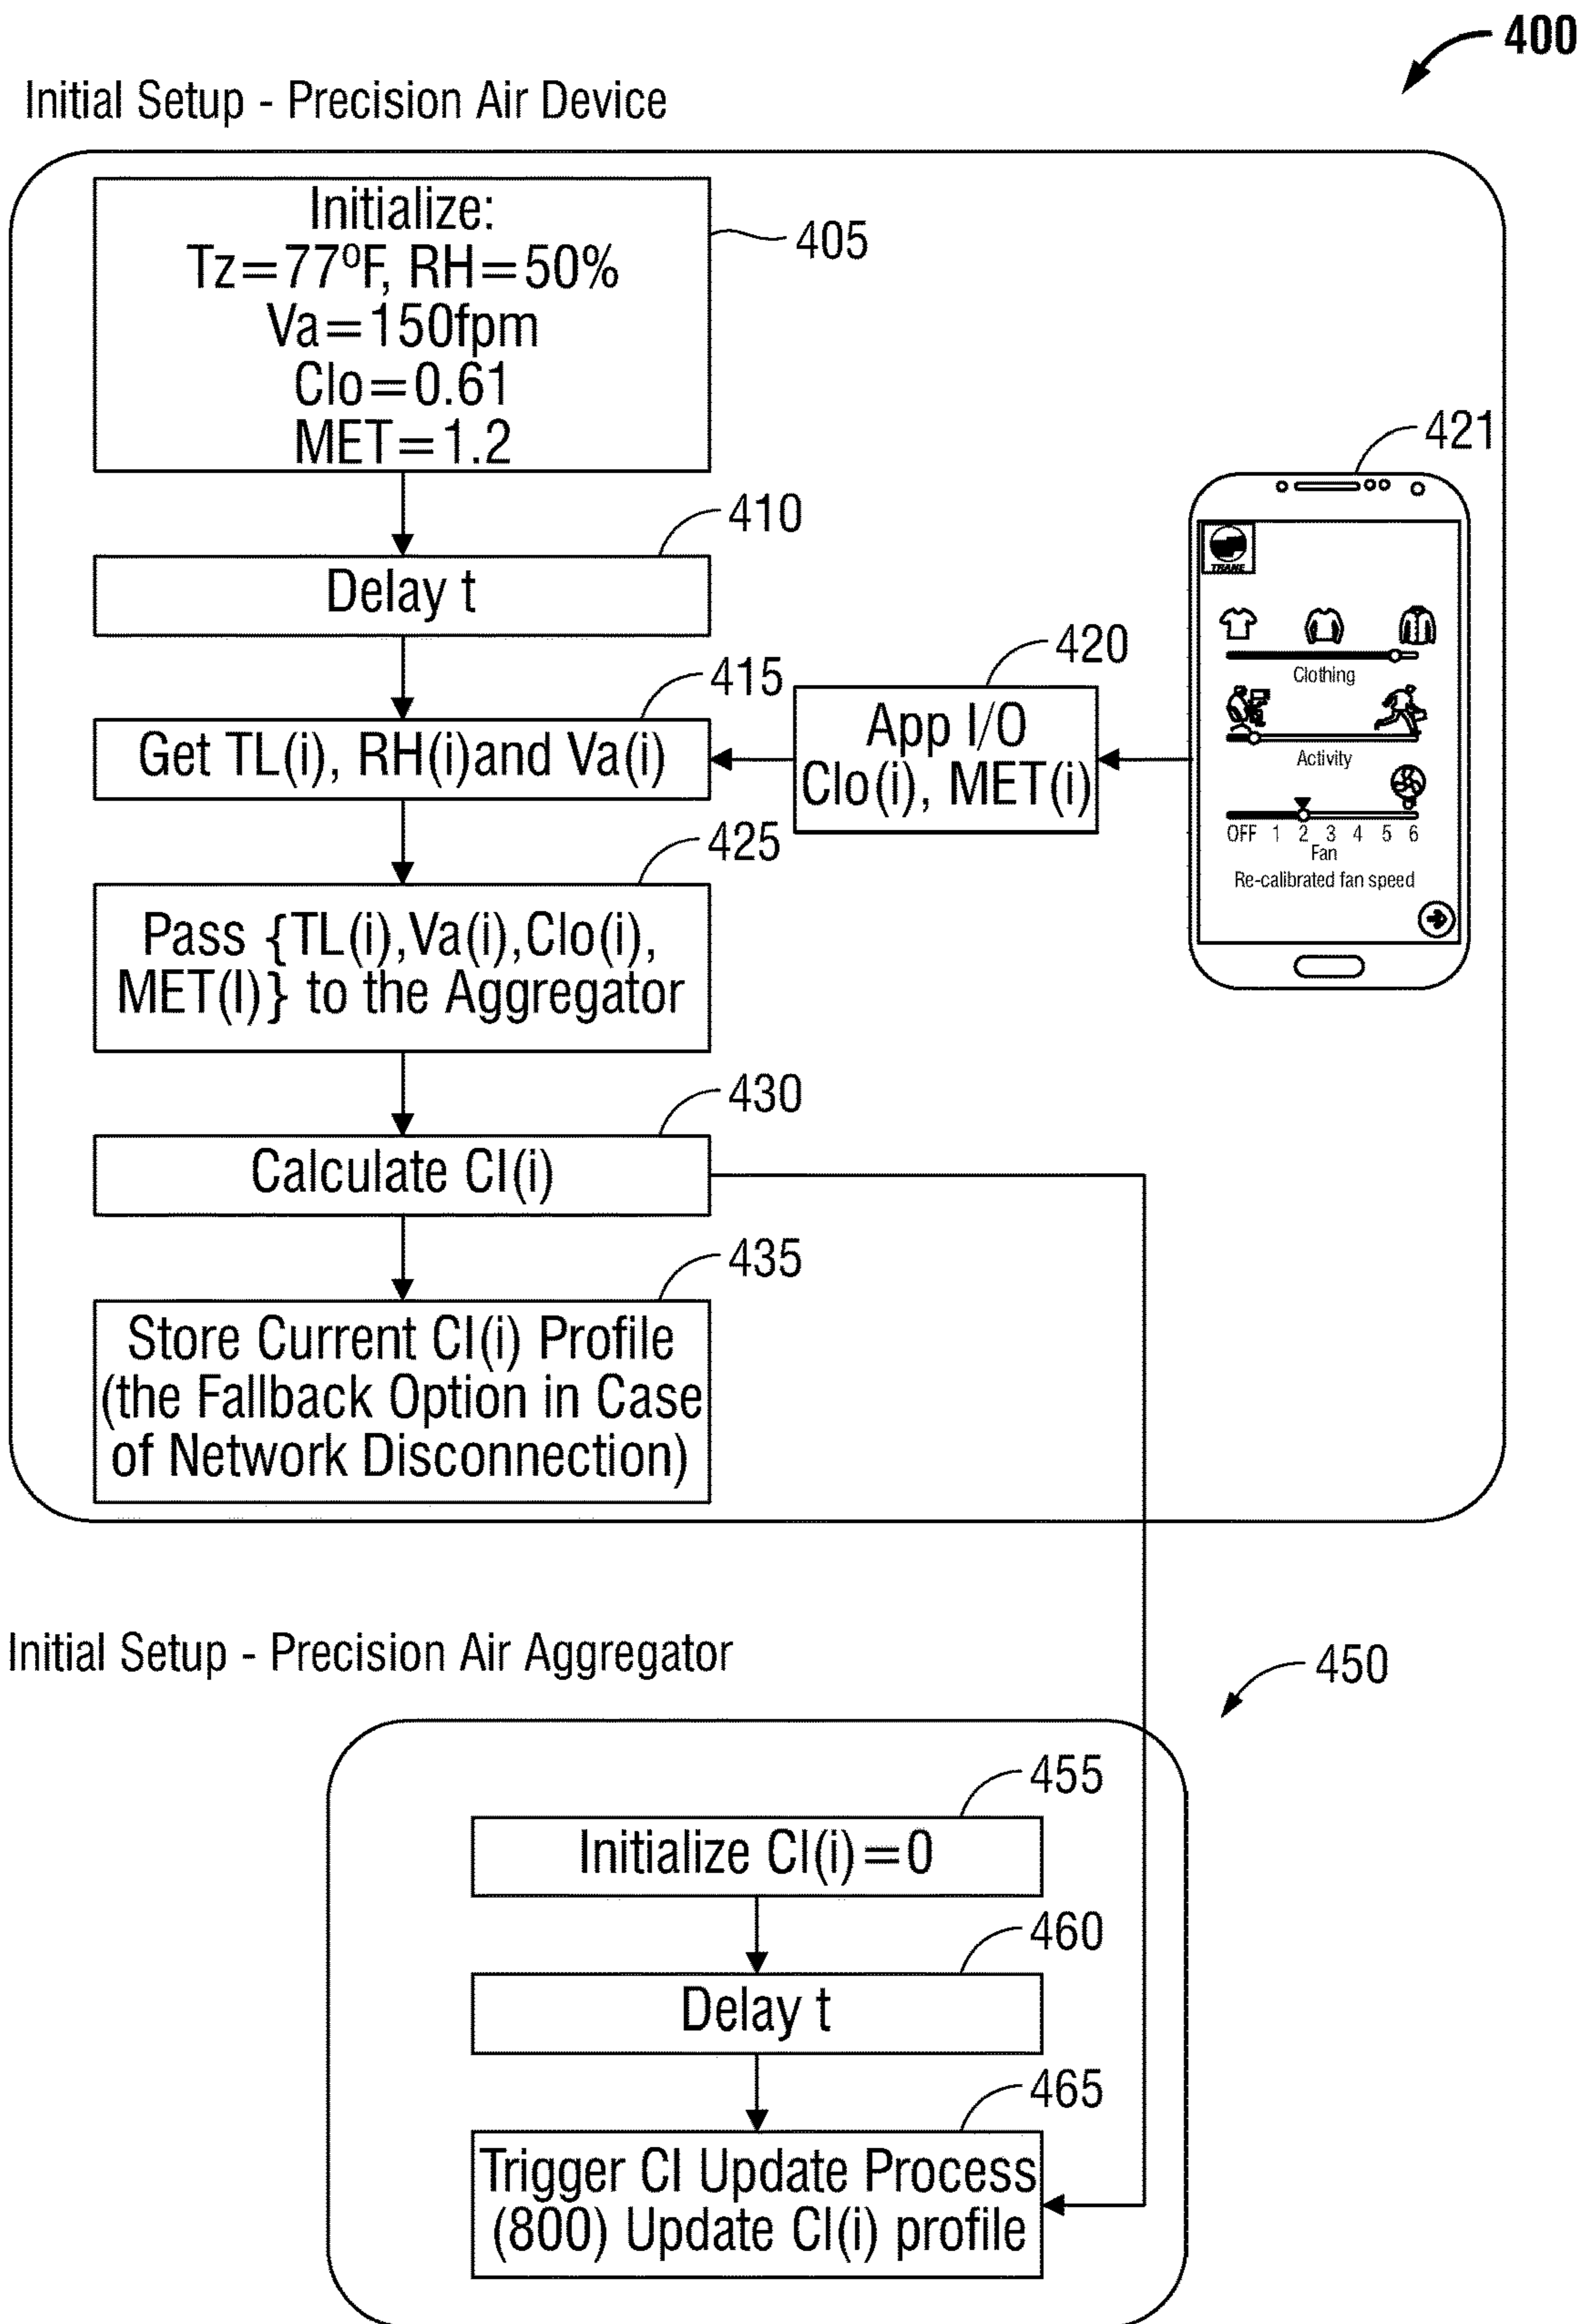 400
Initial Setup - Precision Air Device
Initialize:
Tz=77ºF, RH=50%
Va=150fpm
Clo=0.61
MET=1.2
405
410
Delay t
415
Get TL(i), RH(i)and Va(i)
420
App I/O
Clo(i), MET(i)
421
TRANE
Clothing
Activity
OFF 1 2 3 4 5 6
Fan
Re-calibrated fan speed
425
Pass {TL(i),Va(i),Clo(i),
MET(I)} to the Aggregator
430
Calculate CI(i)
435
Store Current CI(i) Profile
(the Fallback Option in Case
of Network Disconnection)
Initial Setup - Precision Air Aggregator
450
455
Initialize CI(i)=0
460
Delay t
465
Trigger CI Update Process
(800) Update CI(i) profile